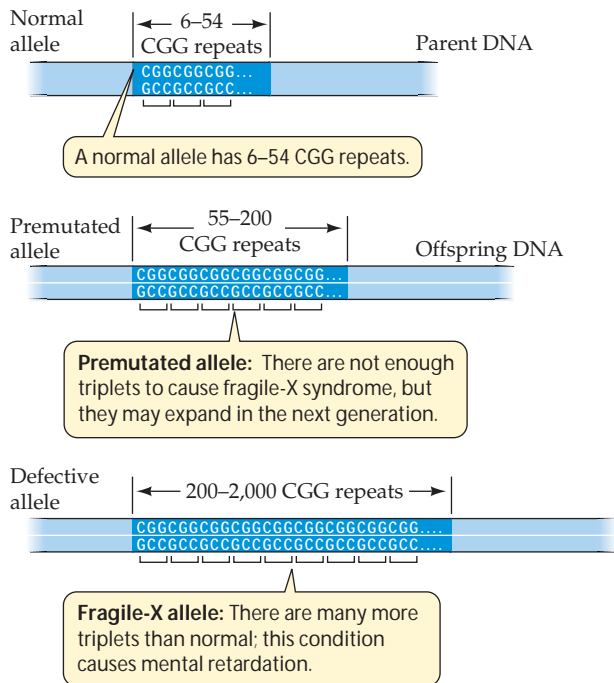 Normal allele
6–54
CGG repeats
Parent DNA
CGGCGGCGG...
GCCGCCGCC...
A normal allele has 6–54 CGG repeats.
Premutated allele
55–200
CGG repeats
Offspring DNA
CGGCGGCGGCGGCGGCGG...
GCCGCCGCCGCCGCCGCC...
Premutated allele: There are not enough
triplets to cause fragile-X syndrome, but
they may expand in the next generation.
Defective allele
200–2,000 CGG repeats
CGGCGGCGGCGGCGGCGGCGGCGGCGG....
GCCGCCGCCGCCGCCGCCGCCGCCGCC....
Fragile-X allele: There are many more
triplets than normal; this condition
causes mental retardation.